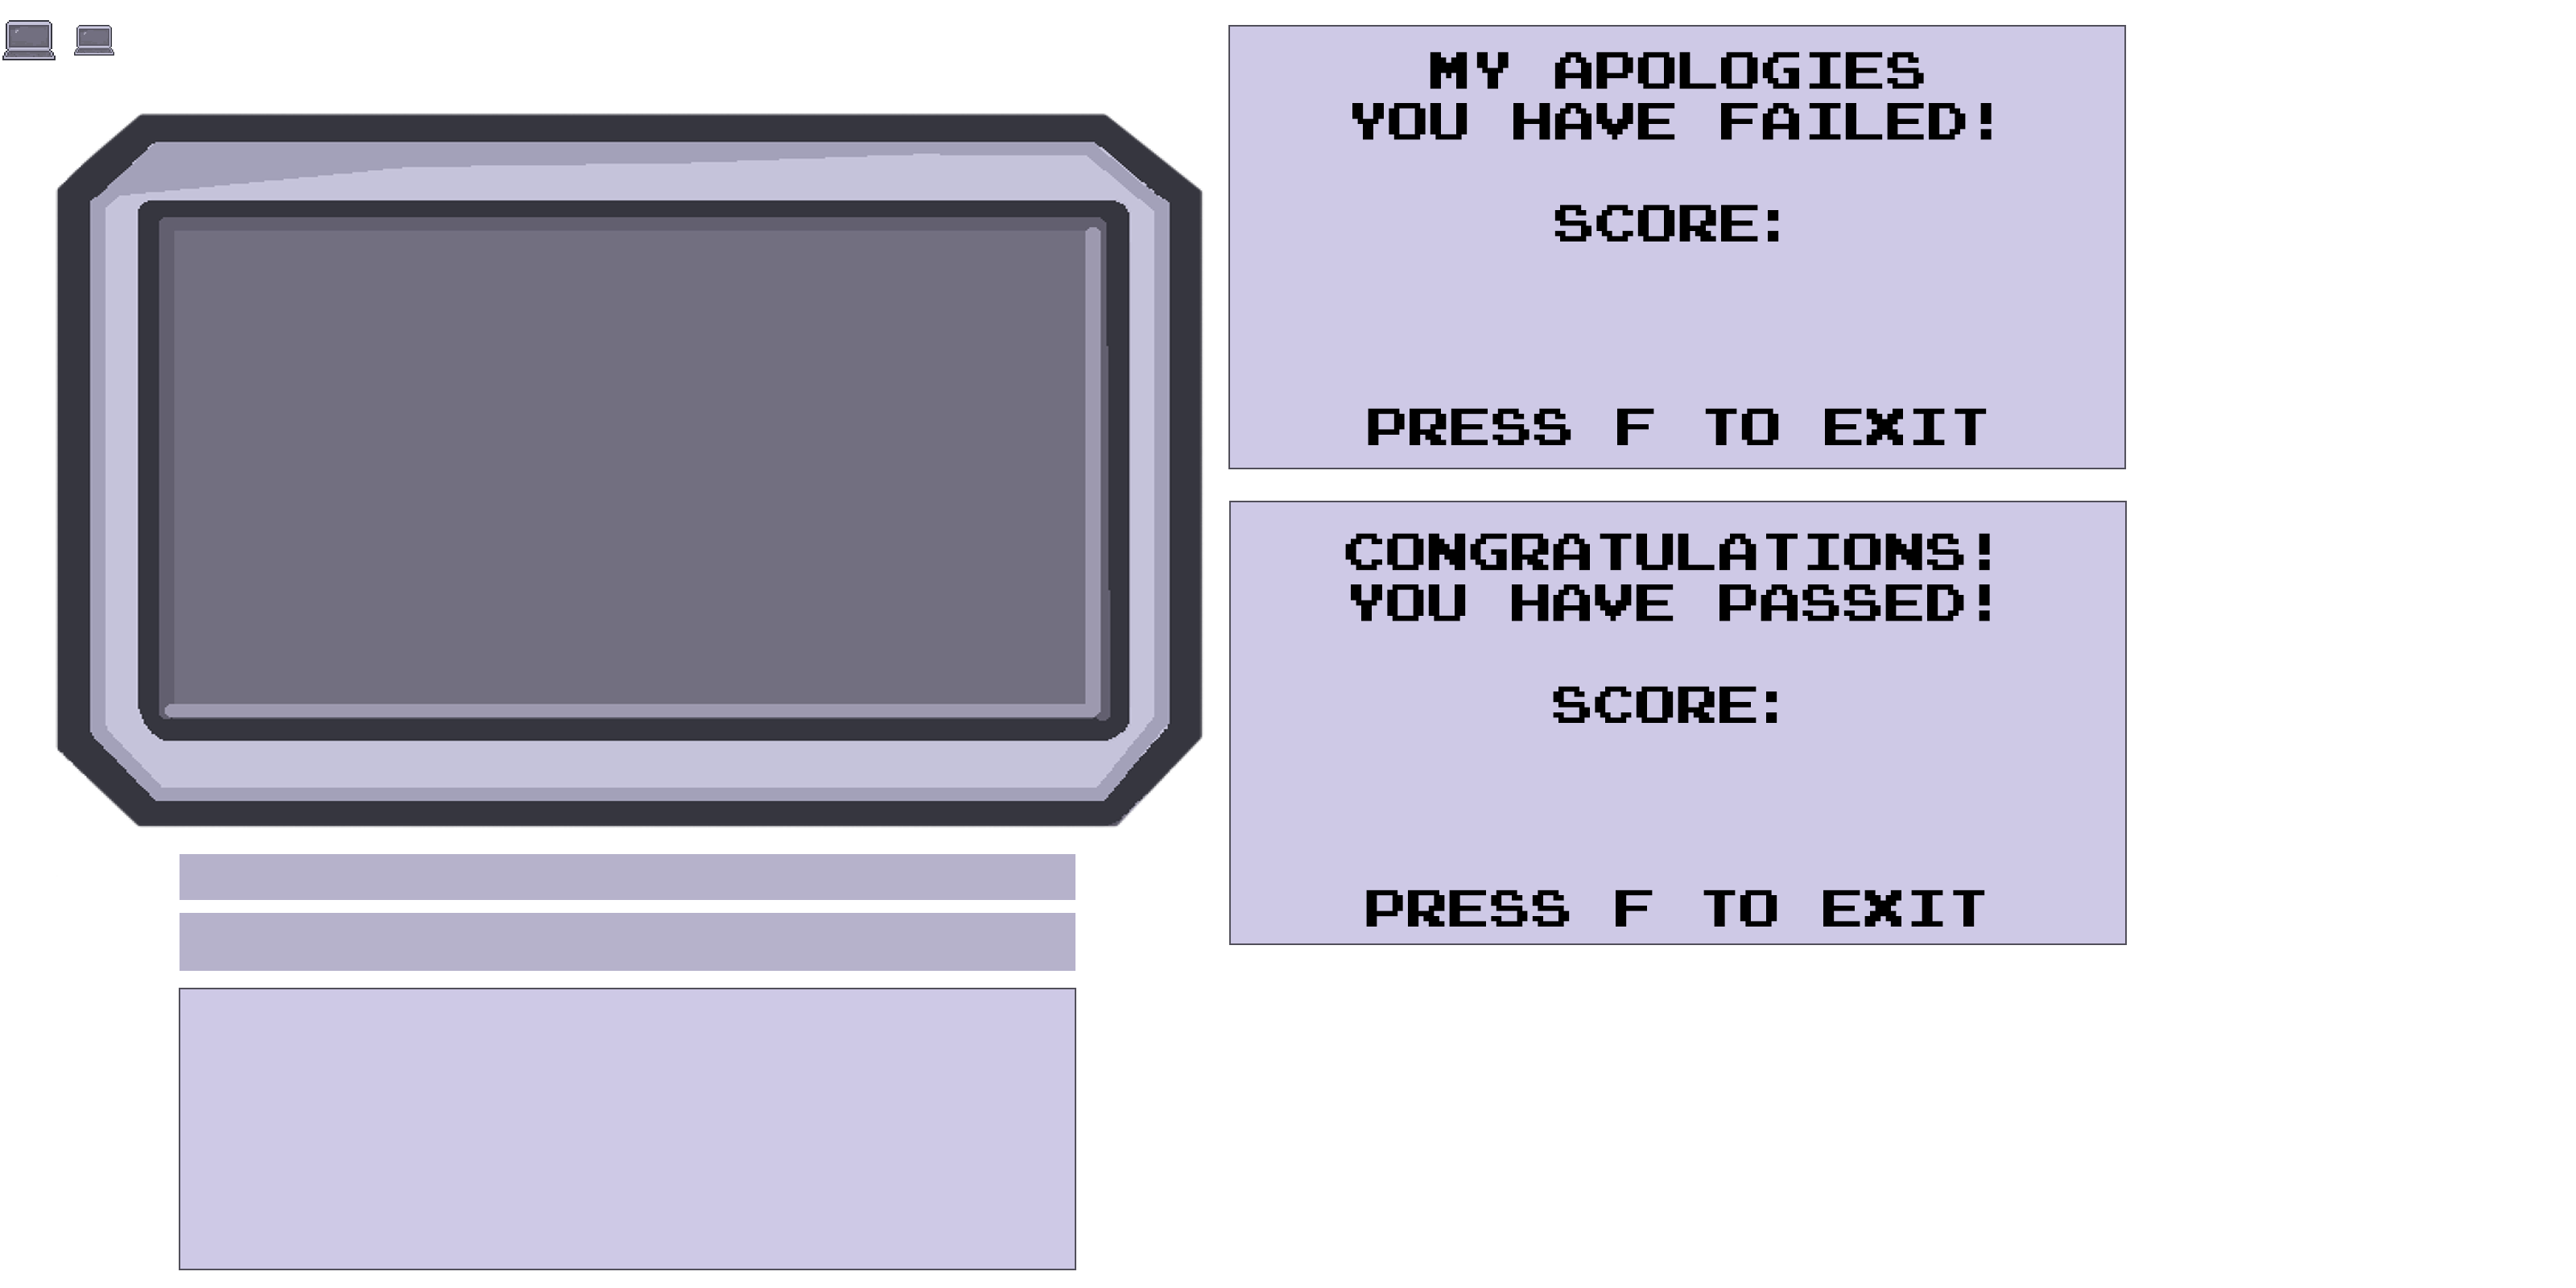 MY APOLOGIES
YOU HAVE FAILED!
SCORE:
PRESS F TO EXIT
CONGRATULATIONS!
YOU HAVE PASSED!
SCORE:
PRESS F TO EXIT